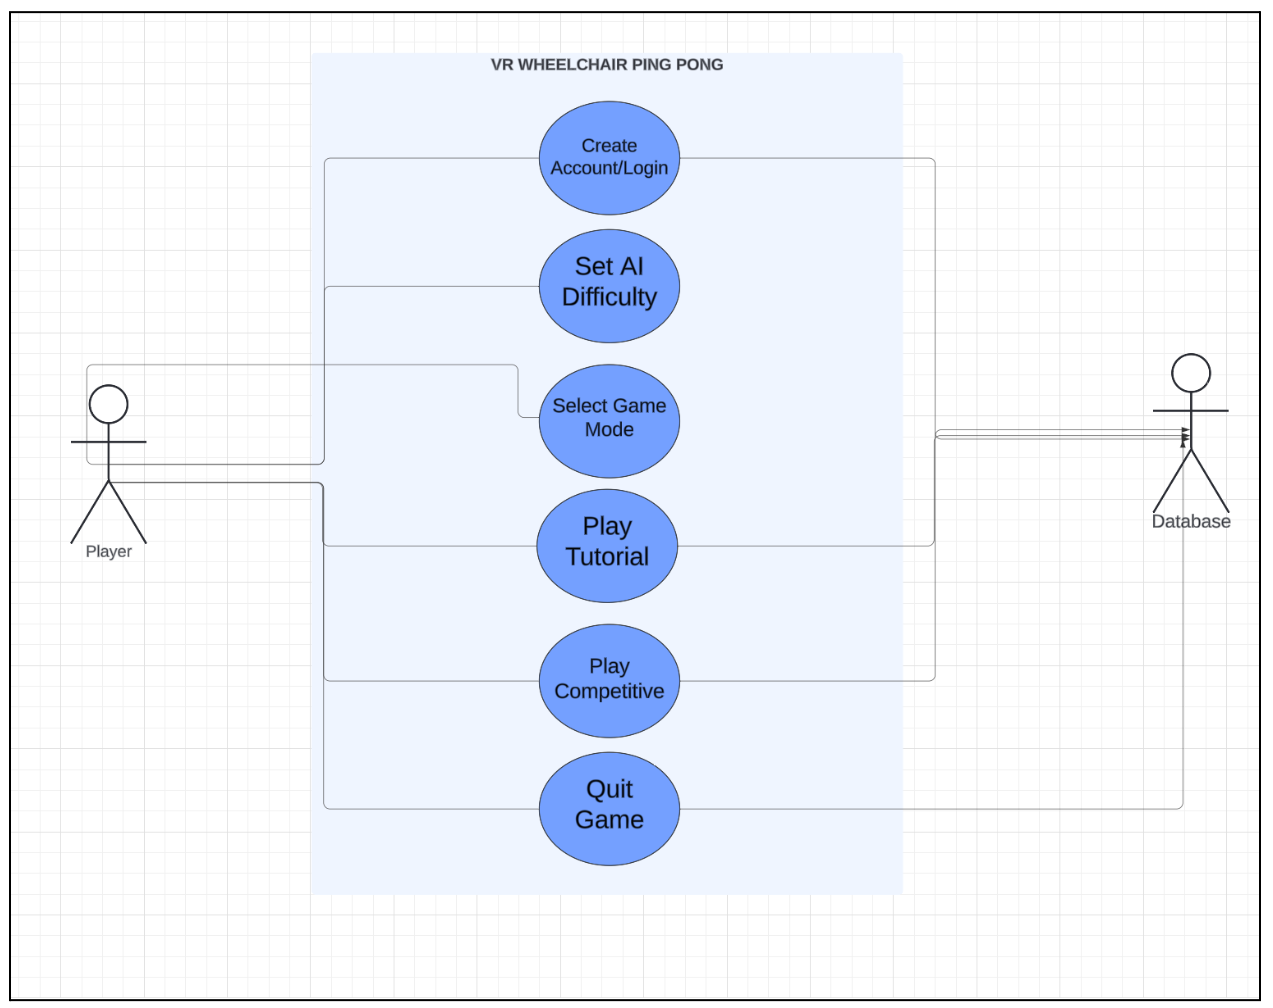 VR WHEELCHAIR PING PONG
Create
Account/Login
Set AI
Difficulty
Select Game
Mode
Play
Tutorial
Play
Competitive
Quit
Game
Player
Database